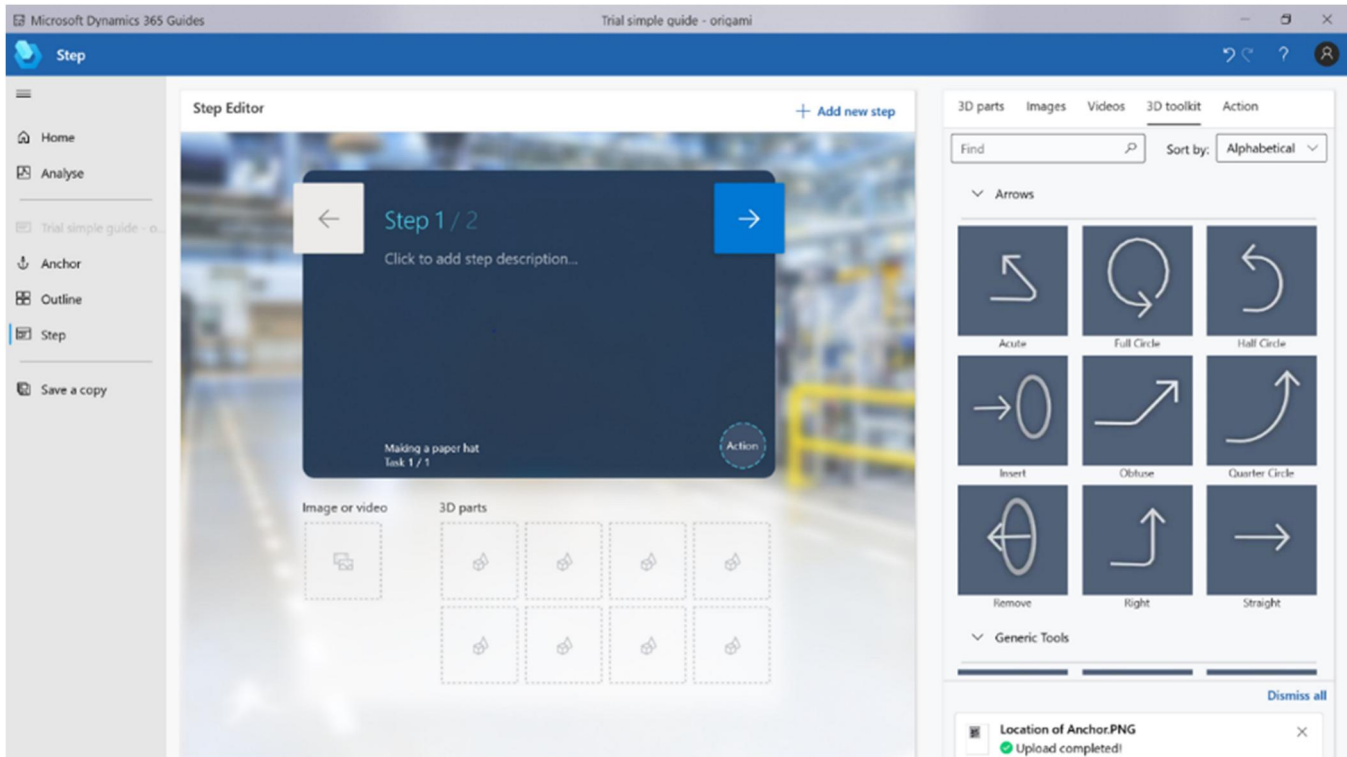 Microsoft Dynamics 365 Guides
Trial simple guide - origami
Step
?
Home
Analyse
Trial simple guide - o...
Anchor
Outline
Step
Save a copy
Step Editor
+ Add new step
Step 1 / 2
Click to add step description...
Making a paper hat
Task 1 / 1
Action
Image or video
3D parts
3D parts Images Videos 3D toolkit Action
Find
Sort by: Alphabetical
Arrows
Acute Full Circle Half Circle
Insert Obtuse Quarter Circle
Remove Right Straight
Generic Tools
Dismiss all
Location of Anchor.PNG
Upload completed!